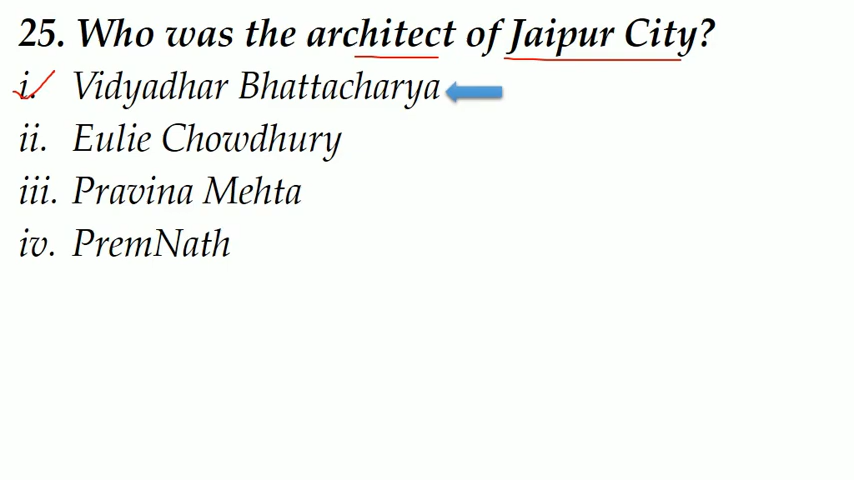 25. Who was the architect of Jaipur City?
i. Vidyadhar Bhattacharya
ii. Eulie Chowdhury
iii. Pravina Mehta
iv. PremNath